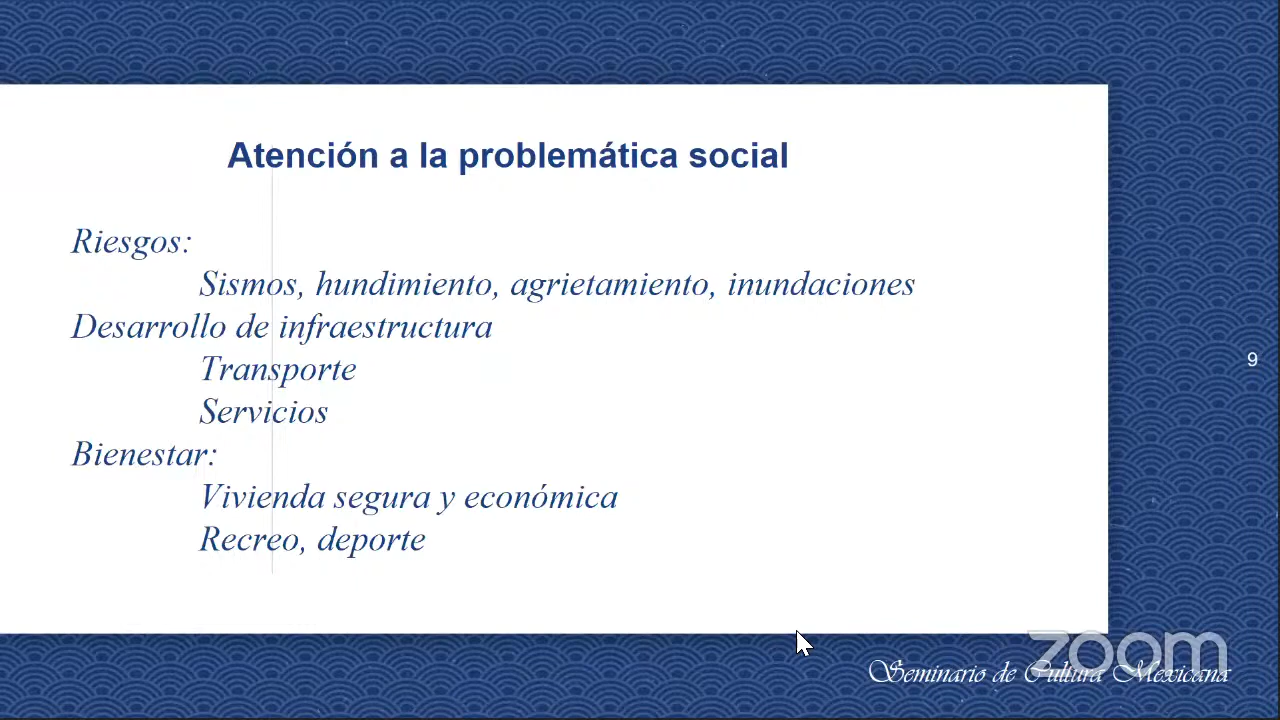 Atención a la problemática social
Riesgos:
Sismos, hundimiento, agrietamiento, inundaciones
Desarrollo de infraestructura
Transporte
Servicios
Bienestar:
Vivienda segura y económica
Recreo, deporte
9
zoom
Seminario de Cultura Mexicana